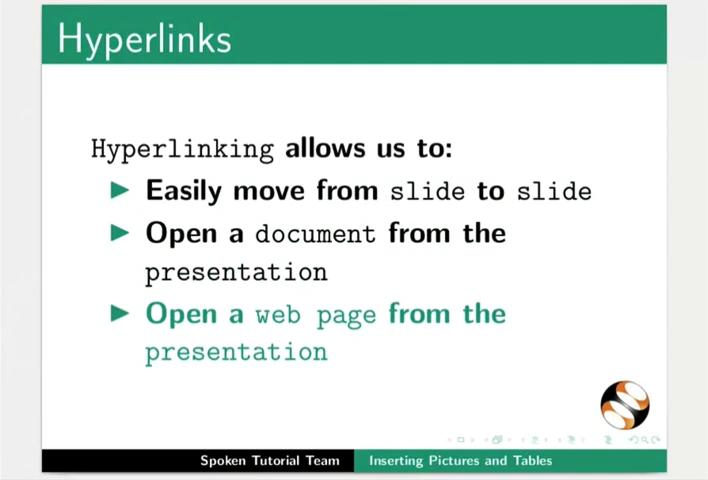 Hyperlinks
Hyperlinking allows us to:
Easily move from slide to slide
Open a document from the
presentation
Open a web page from the
presentation
Spoken Tutorial Team Inserting Pictures and Tables